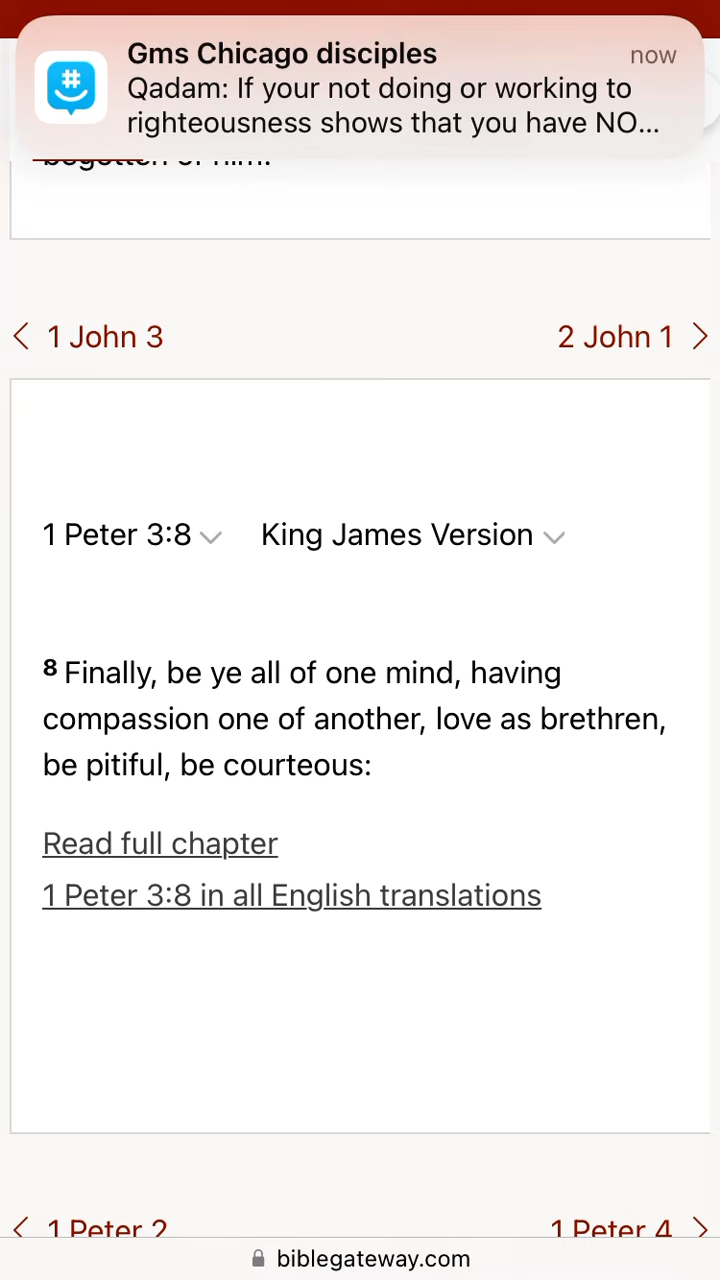 Gms Chicago disciples
now
Qadam: If your not doing or working to
righteousness shows that you have NO...
begotten of him.
1 John 3
2 John 1
1 Peter 3:8
King James Version
8 Finally, be ye all of one mind, having
compassion one of another, love as brethren,
be pitiful, be courteous:
Read full chapter
1 Peter 3:8 in all English translations
1 Peter 2
1 Peter 4
biblegateway.com